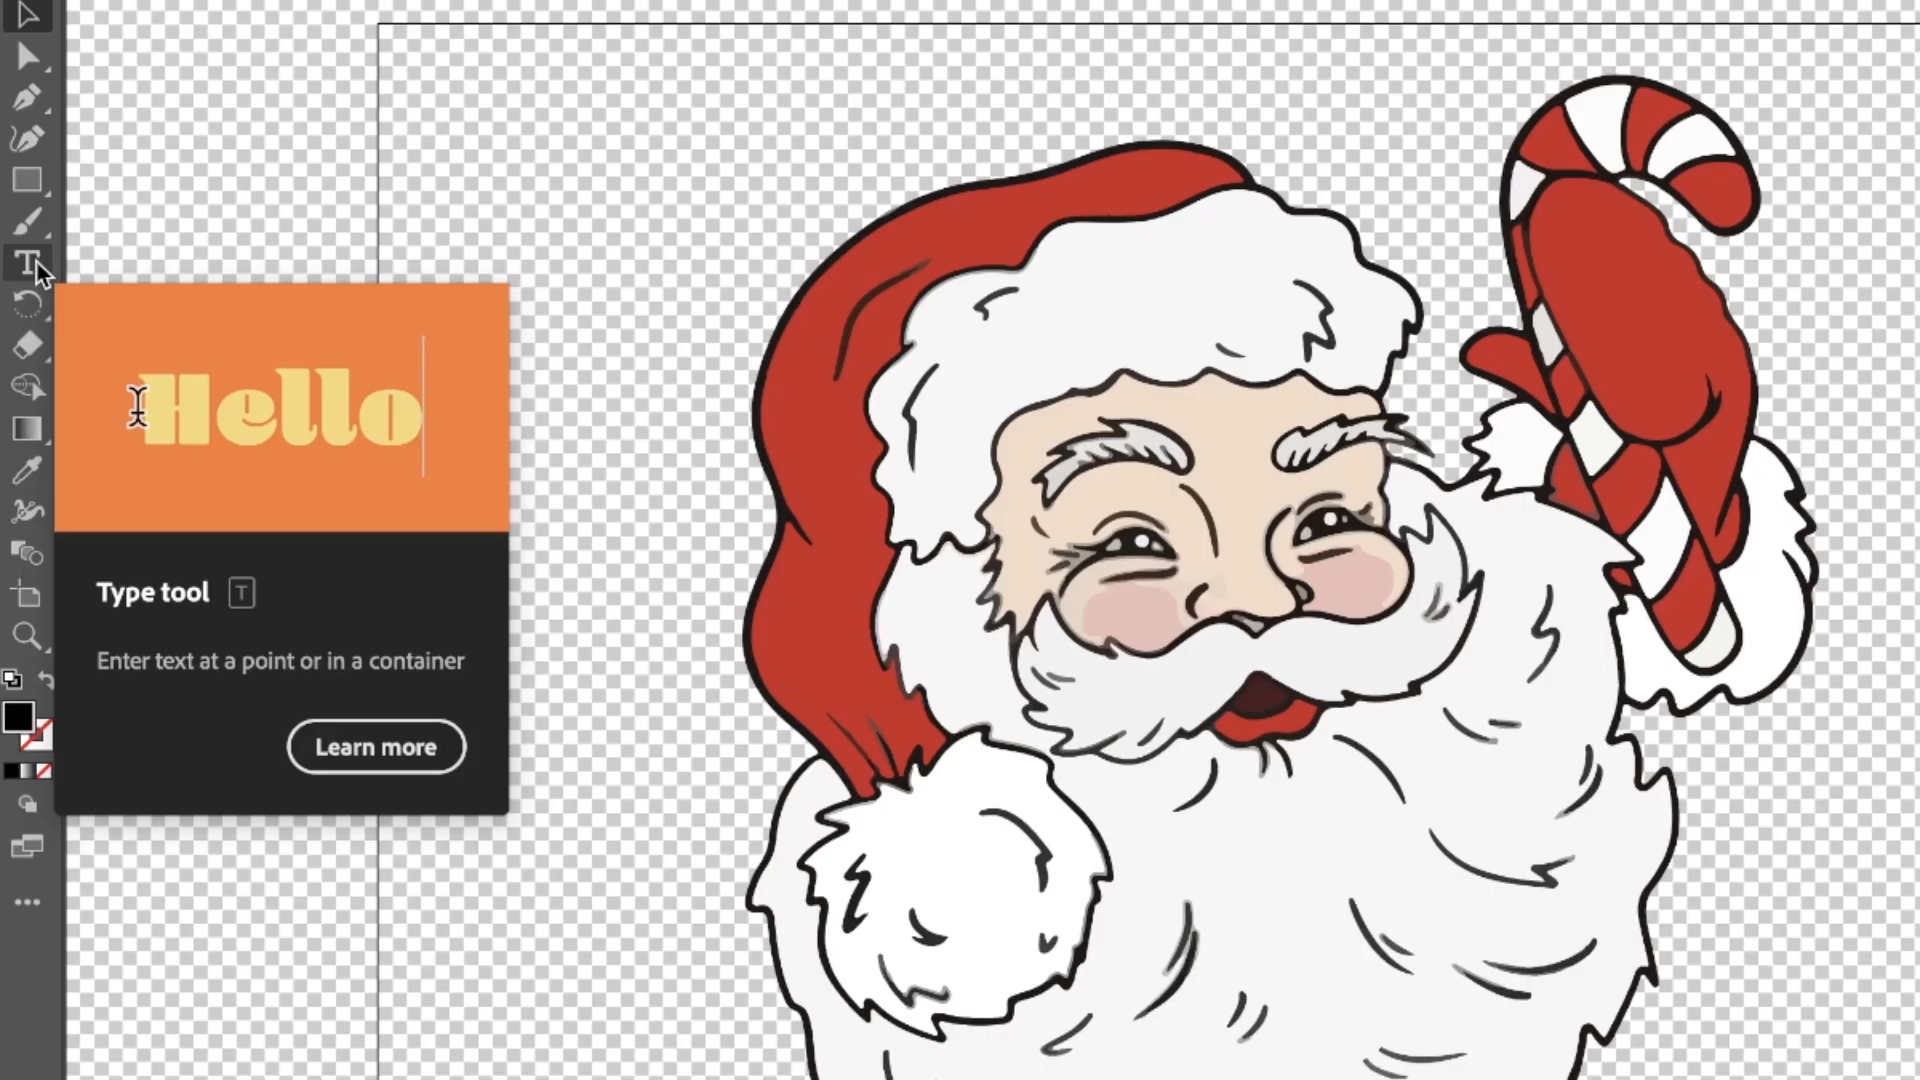 Hello
Type tool T
Enter text at a point or in a container
Learn more